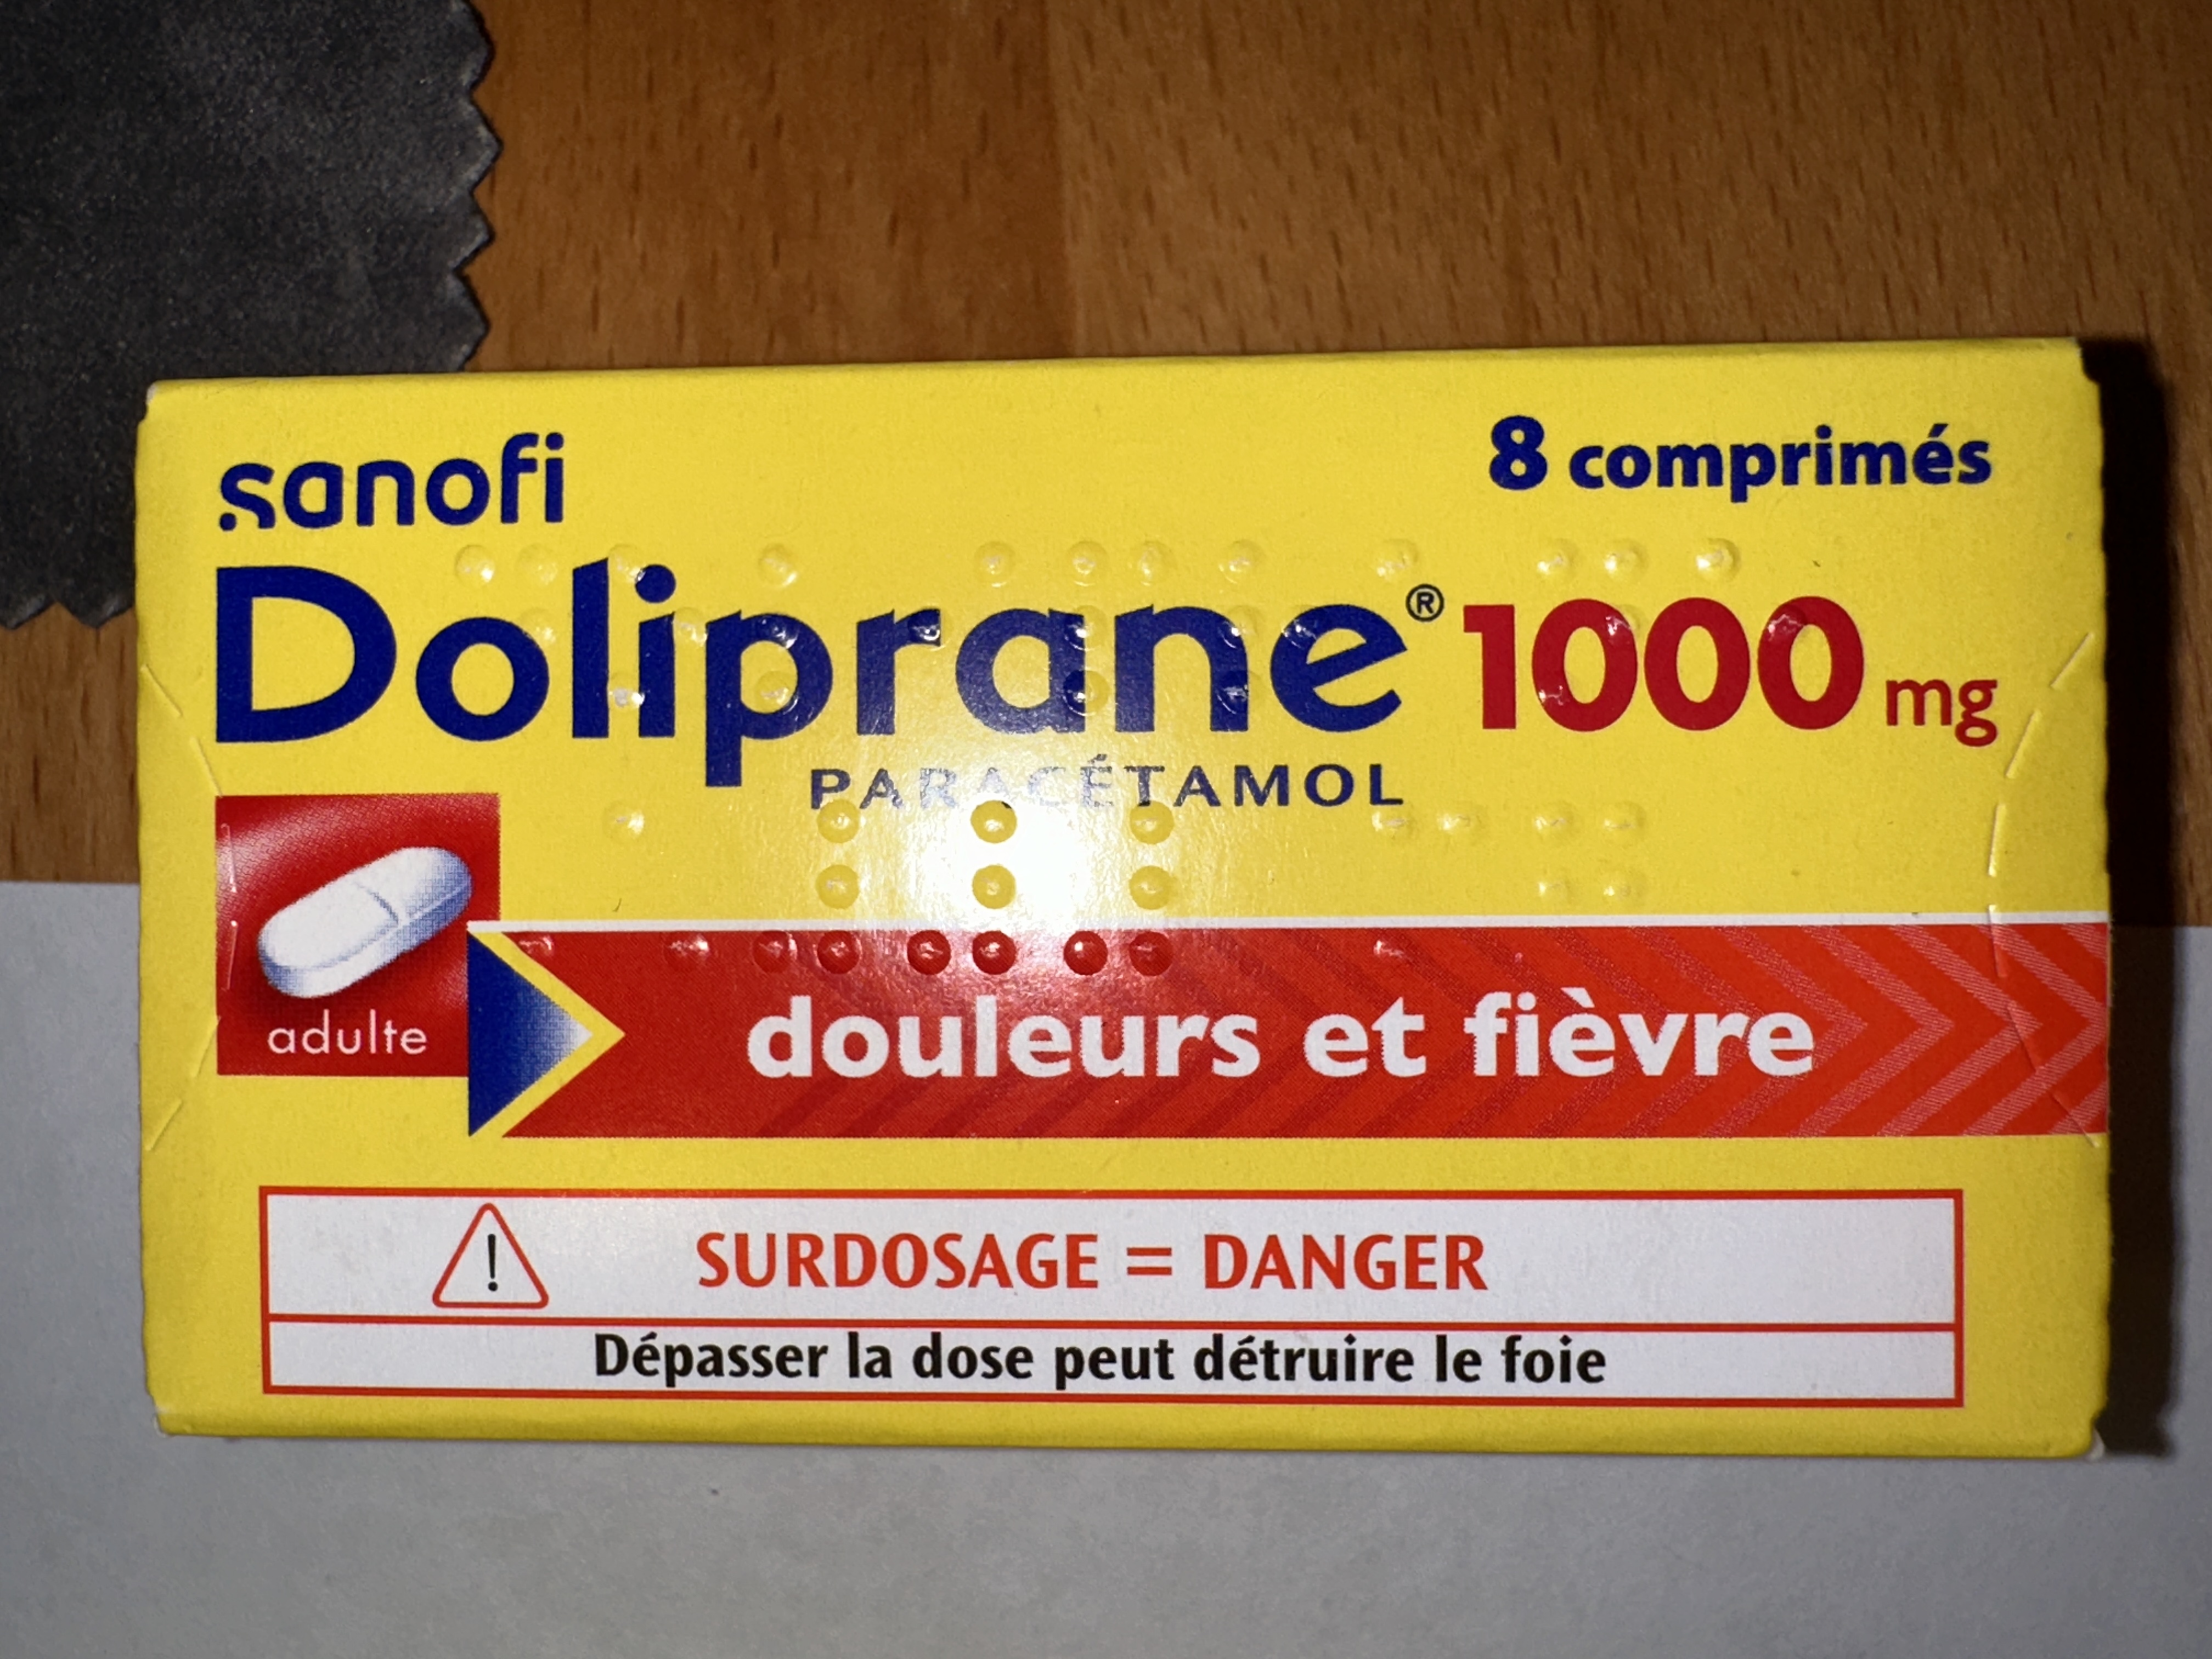 sanofi
8 comprimés
Doliprane® 1000 mg
PARACÉTAMOL
adulte
douleurs et fièvre
! SURDOSAGE = DANGER
Dépasser la dose peut détruire le foie